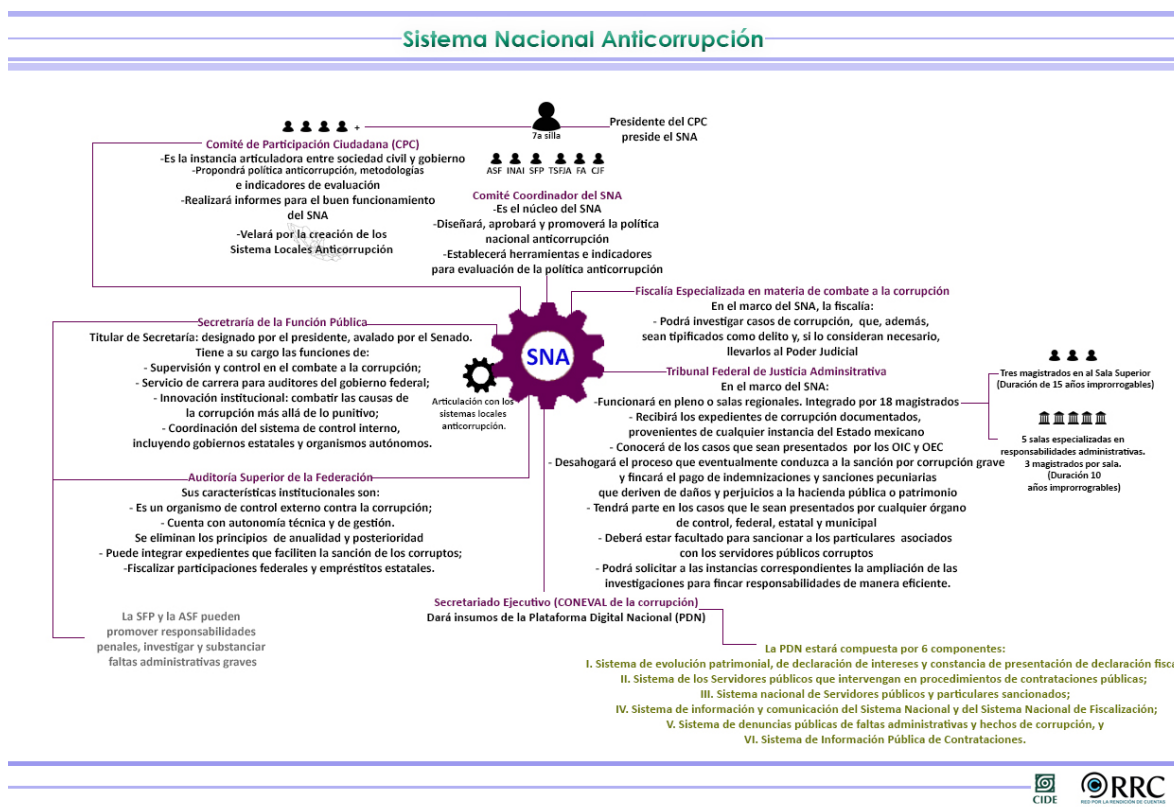 Sistema Nacional Anticorrupción
+
7a silla
Presidente del CPC
preside el SNA
Comité de Participación Ciudadana (CPC)
-Es la instancia articuladora entre sociedad civil y gobierno
-Propondrá política anticorrupción, metodologías
e indicadores de evaluación
-Realizará informes para el buen funcionamiento
del SNA
-Velará por la creación de los
Sistema Locales Anticorrupción
ASF INAI SFP TSFJA FA CJF
Comité Coordinador del SNA
-Es el núcleo del SNA
-Diseñará, aprobará y promoverá la política
nacional anticorrupción
-Establecerá herramientas e indicadores
para evaluación de la política anticorrupción
Fiscalía Especializada en materia de combate a la corrupción
En el marco del SNA, la fiscalía:
- Podrá investigar casos de corrupción, que, además,
sean tipificados como delito y, si lo consideran necesario,
llevarlos al Poder Judicial
Secretraría de la Función Pública
Titular de Secretaría: designado por el presidente, avalado por el Senado.
Tiene a su cargo las funciones de:
- Supervisión y control en el combate a la corrupción;
- Servicio de carrera para auditores del gobierno federal;
- Innovación institucional: combatir las causas de
la corrupción más allá de lo punitivo;
- Coordinación del sistema de control interno,
incluyendo gobiernos estatales y organismos autónomos.
SNA
Articulación con los
sistemas locales
anticorrupción.
Tribunal Federal de Justicia Adminsitrativa
En el marco del SNA:
-Funcionará en pleno o salas regionales. Integrado por 18 magistrados
- Recibirá los expedientes de corrupción documentados,
provenientes de cualquier instancia del Estado mexicano
- Conocerá de los casos que sean presentados por los OIC y OEC
- Desahogará el proceso que eventualmente conduzca a la sanción por corrupción grave
y fincará el pago de indemnizaciones y sanciones pecuniarias
que deriven de daños y perjuicios a la hacienda pública o patrimonio
- Tendrá parte en los casos que le sean presentados por cualquier órgano
de control, federal, estatal y municipal
- Deberá estar facultado para sancionar a los particulares asociados
con los servidores públicos corruptos
- Podrá solicitar a las instancias correspondientes la ampliación de las
investigaciones para fincar responsabilidades de manera eficiente.
Tres magistrados en al Sala Superior
(Duración de 15 años improrrogables)
5 salas especializadas en
responsabilidades administrativas.
3 magistrados por sala.
(Duración 10
años improrrogrables)
Auditoría Superior de la Federación
Sus características institucionales son:
- Es un organismo de control externo contra la corrupción;
- Cuenta con autonomía técnica y de gestión.
Se eliminan los principios de anualidad y posterioridad
- Puede integrar expedientes que faciliten la sanción de los corruptos;
-Fiscalizar participaciones federales y empréstitos estatales.
La SFP y la ASF pueden
promover responsabilidades
penales, investigar y substanciar
faltas administrativas graves
Secretariado Ejecutivo (CONEVAL de la corrupción)
Dará insumos de la Plataforma Digital Nacional (PDN)
La PDN estará compuesta por 6 componentes:
I. Sistema de evolución patrimonial, de declaración de intereses y constancia de presentación de declaración fisca
II. Sistema de los Servidores públicos que intervengan en procedimientos de contrataciones públicas;
III. Sistema nacional de Servidores públicos y particulares sancionados;
IV. Sistema de información y comunicación del Sistema Nacional y del Sistema Nacional de Fiscalización;
V. Sistema de denuncias públicas de faltas administrativas y hechos de corrupción, y
VI. Sistema de Información Pública de Contrataciones.
CIDE
RRC
RED POR LA RENDICIÓN DE CUENTAS